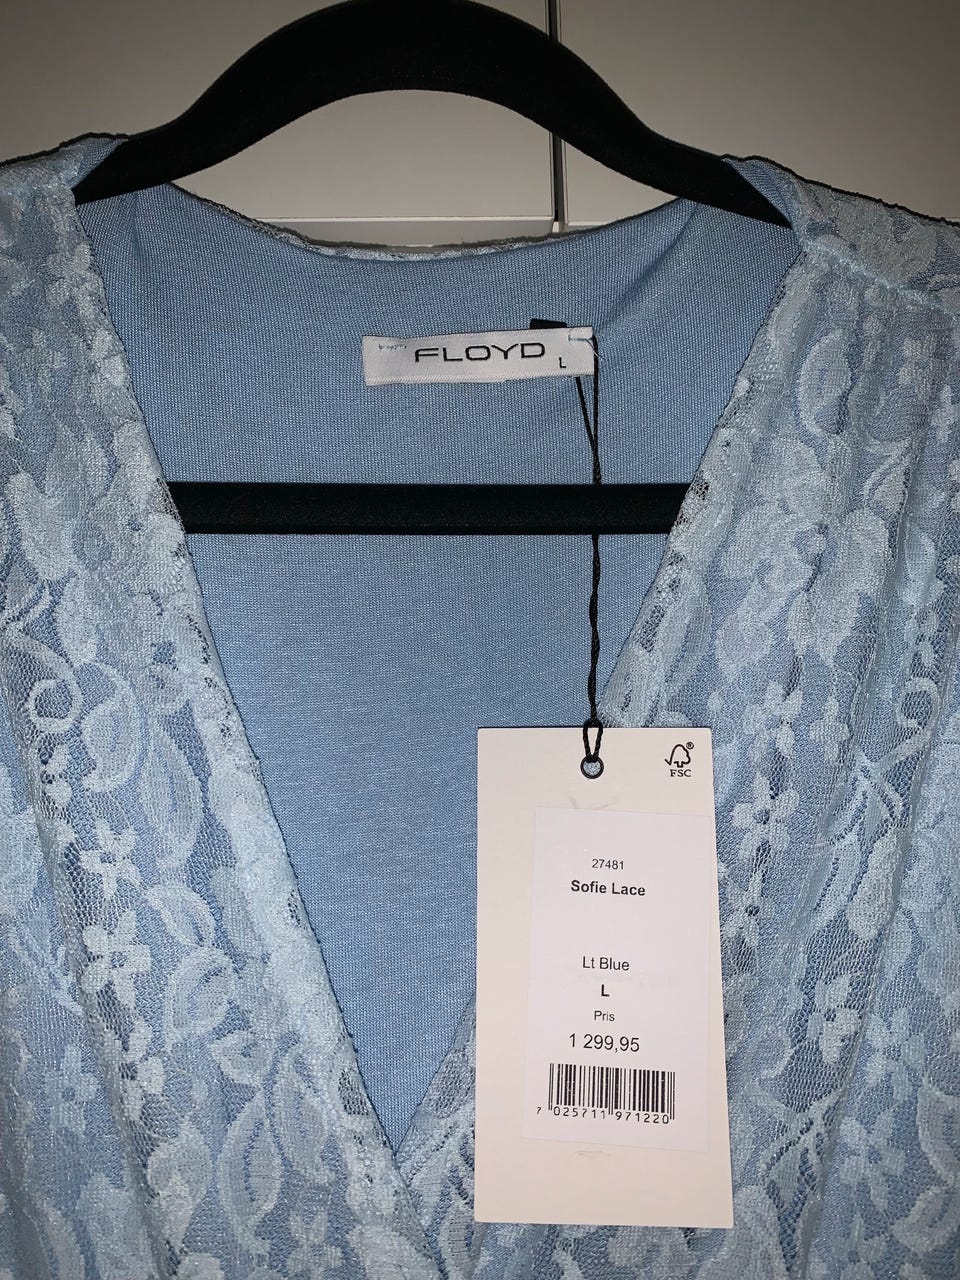 FLOYD
L
®
FSC
27481
Sofie Lace
Lt Blue
L
Pris
1 299,95
7 025711 971220